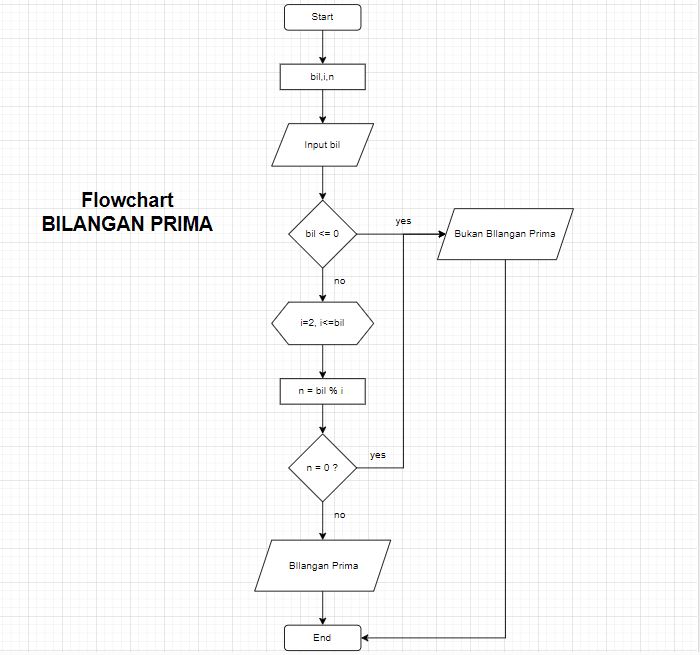 Start
bil,i,n
Input bil
Flowchart
BILANGAN PRIMA
bil <= 0
yes
Bukan BIlangan Prima
no
i=2, i<=bil
n = bil % i
n = 0 ?
yes
no
BIlangan Prima
End